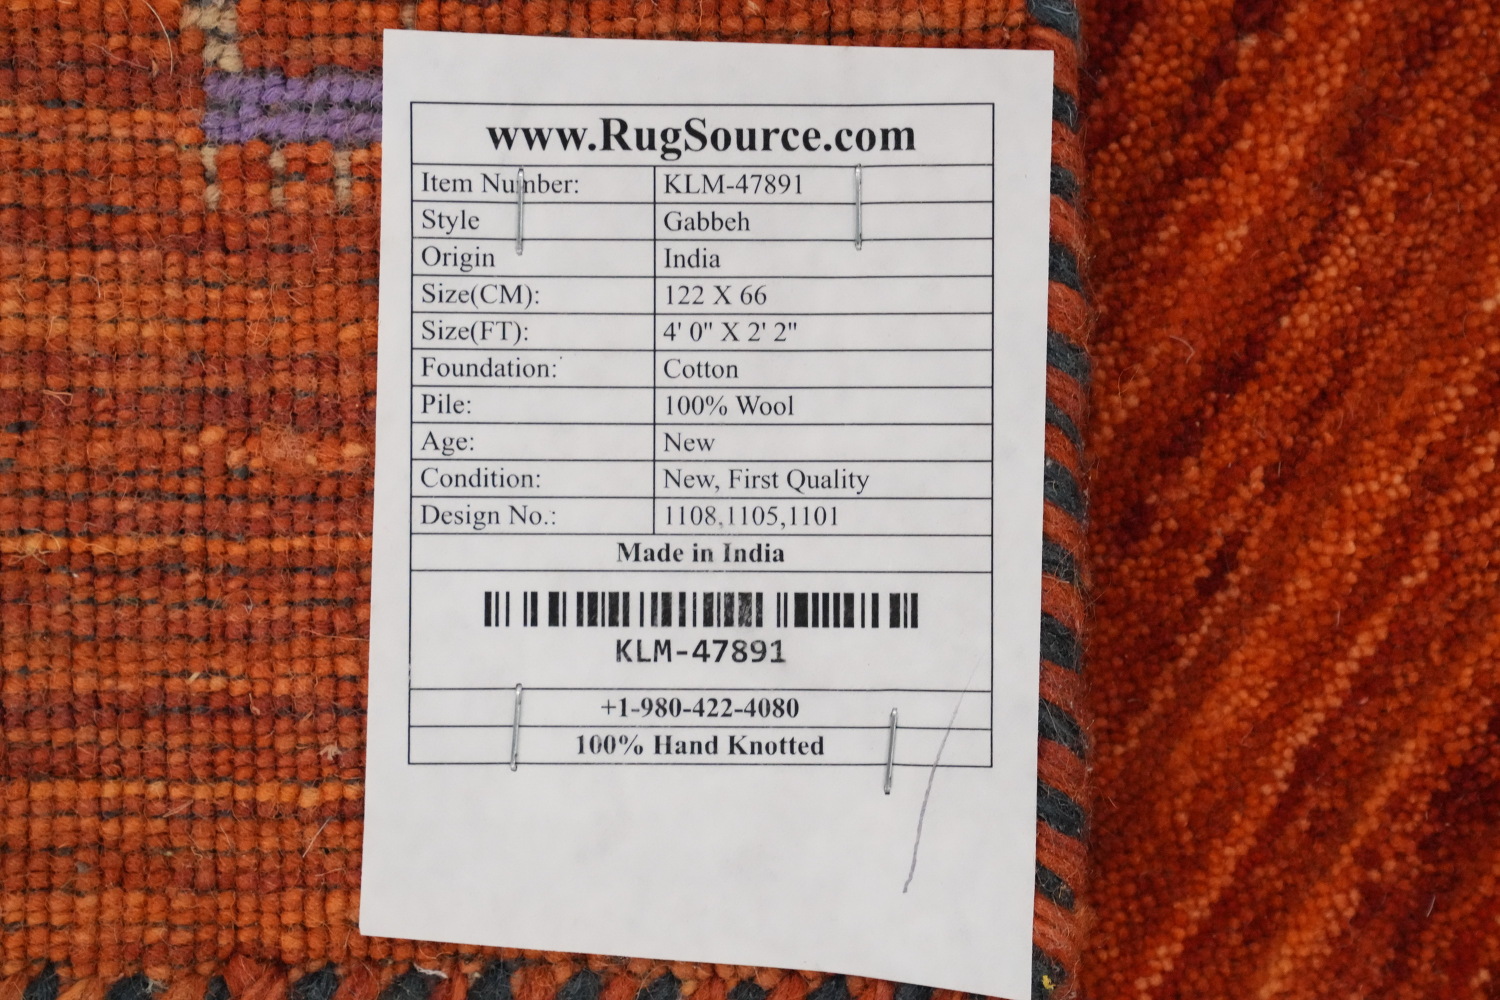 www.RugSource.com
Item Number: KLM-47891
Style Gabbeh
Origin India
Size(CM): 122 X 66
Size(FT): 4' 0" X 2' 2"
Foundation: Cotton
Pile: 100% Wool
Age: New
Condition: New, First Quality
Design No.: 1108,1105,1101
Made in India
KLM-47891
+1-980-422-4080
100% Hand Knotted